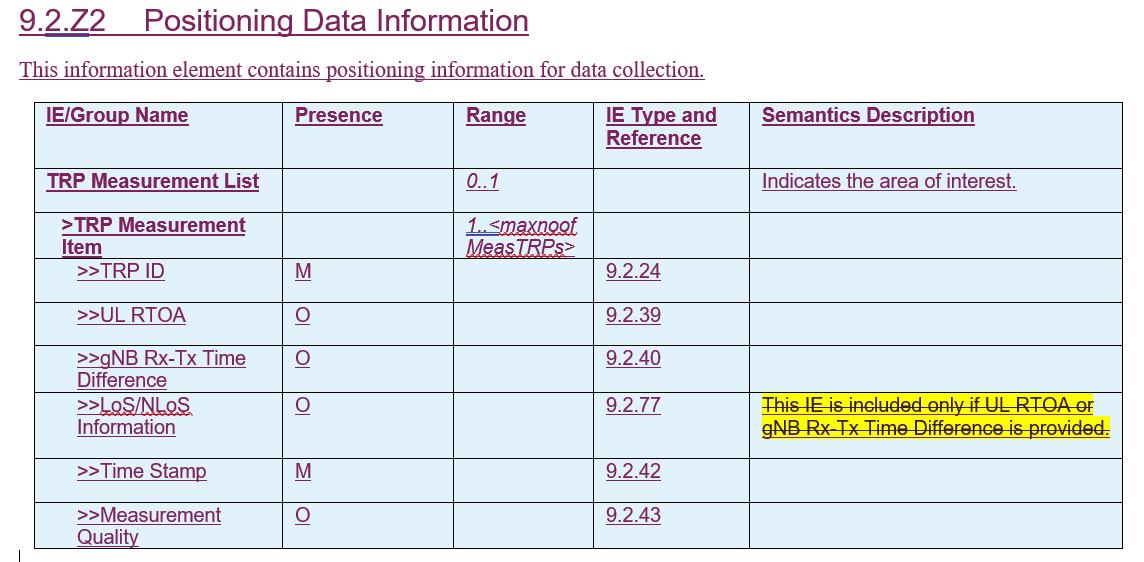 9.2.Z2 Positioning Data Information
This information element contains positioning information for data collection.
IE/Group Name Presence Range IE Type and Semantics Description
Reference
TRP Measurement List 0..1 Indicates the area of interest.
>TRP Measurement 1..<maxnoof
Item MeasTRPs>
>>TRP ID M 9.2.24
>>UL RTOA O 9.2.39
>>gNB Rx-Tx Time O 9.2.40
Difference
>>LoS/NLoS O 9.2.77 This IE is included only if UL RTOA or
Information gNB Rx-Tx Time Difference is provided.
>>Time Stamp M 9.2.42
>>Measurement O 9.2.43
Quality